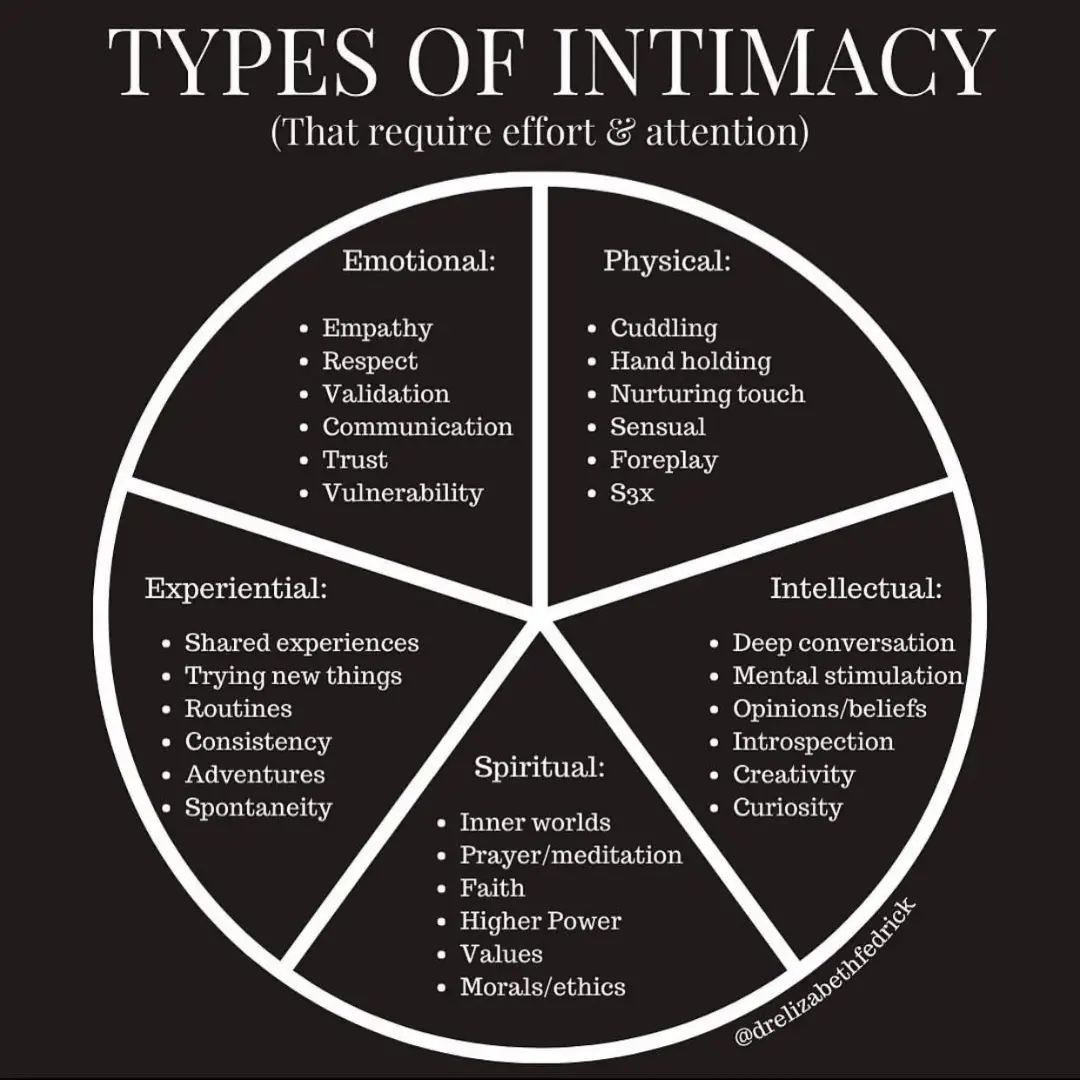 TYPES OF INTIMACY
(That require effort & attention)
Emotional:
• Empathy
• Respect
• Validation
• Communication
• Trust
• Vulnerability
Physical:
• Cuddling
• Hand holding
• Nurturing touch
• Sensual
• Foreplay
• S3x
Experiential:
• Shared experiences
• Trying new things
• Routines
• Consistency
• Adventures
• Spontaneity
Intellectual:
• Deep conversation
• Mental stimulation
• Opinions/beliefs
• Introspection
• Creativity
• Curiosity
Spiritual:
• Inner worlds
• Prayer/meditation
• Faith
• Higher Power
• Values
• Morals/ethics
@drelizabethfedrick